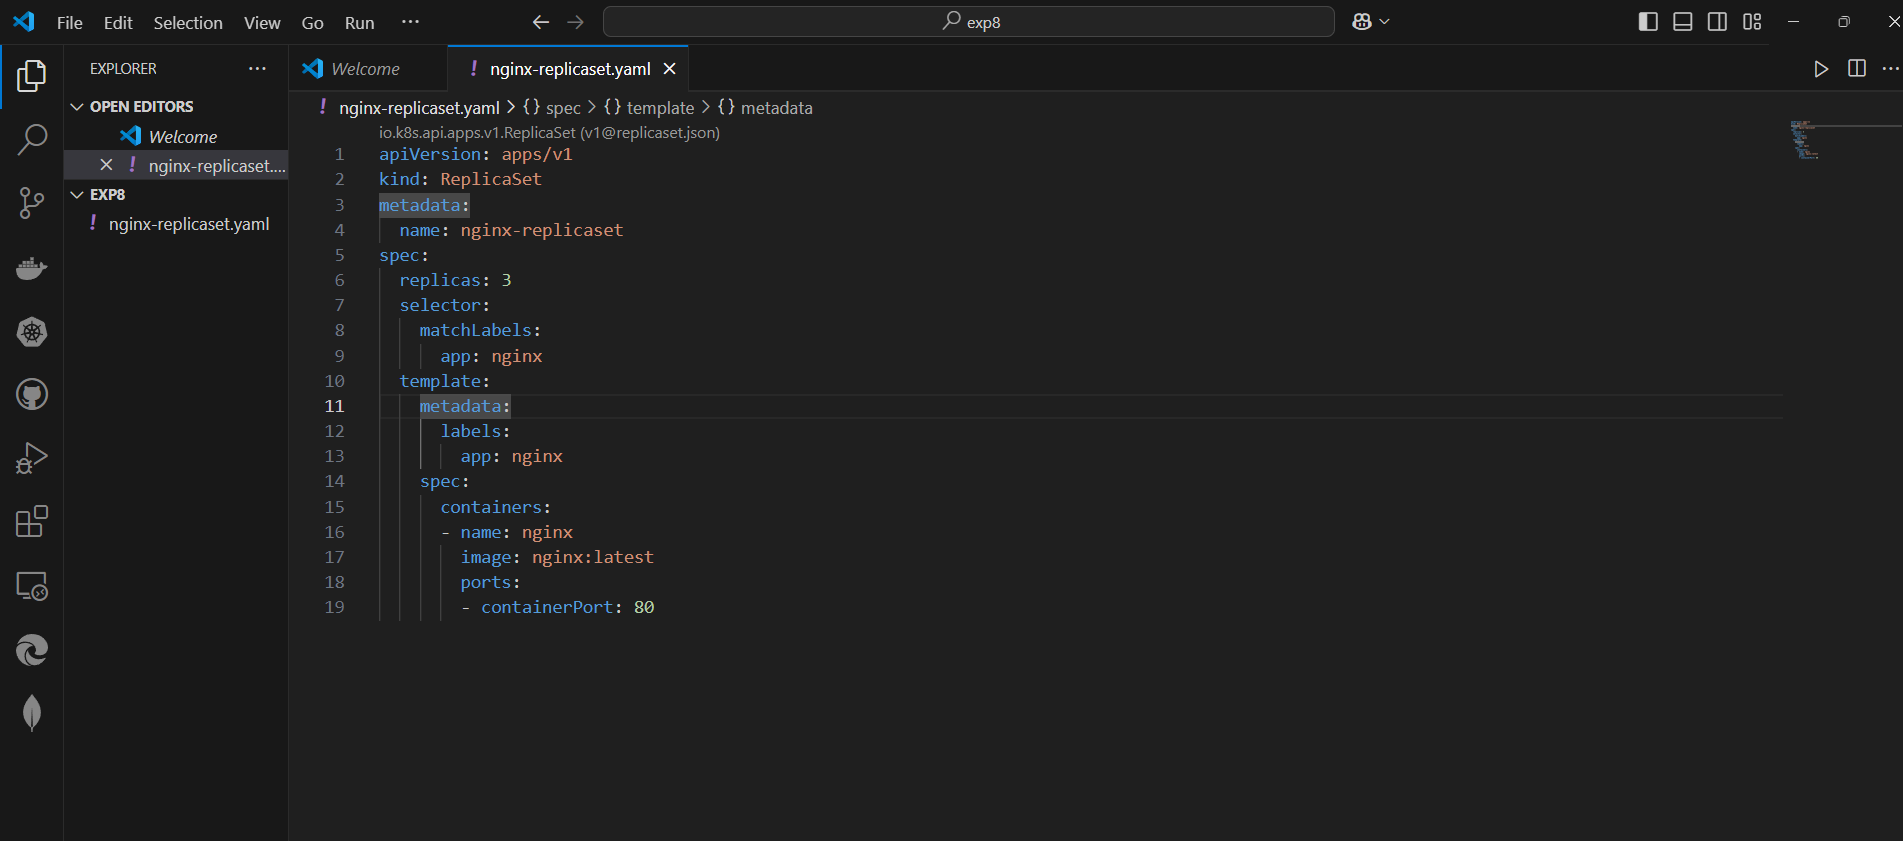 File Edit Selection View Go Run ··· exp8
EXPLORER ···
OPEN EDITORS
Welcome
nginx-replicaset....
EXP8
nginx-replicaset.yaml
Welcome
! nginx-replicaset.yaml
! nginx-replicaset.yaml > {} spec > {} template > {} metadata
io.k8s.api.apps.v1.ReplicaSet (v1@replicaset.json)
1 apiVersion: apps/v1
2 kind: ReplicaSet
3 metadata:
4   name: nginx-replicaset
5 spec:
6   replicas: 3
7   selector:
8     matchLabels:
9       app: nginx
10   template:
11     metadata:
12       labels:
13         app: nginx
14     spec:
15       containers:
16       - name: nginx
17         image: nginx:latest
18         ports:
19         - containerPort: 80